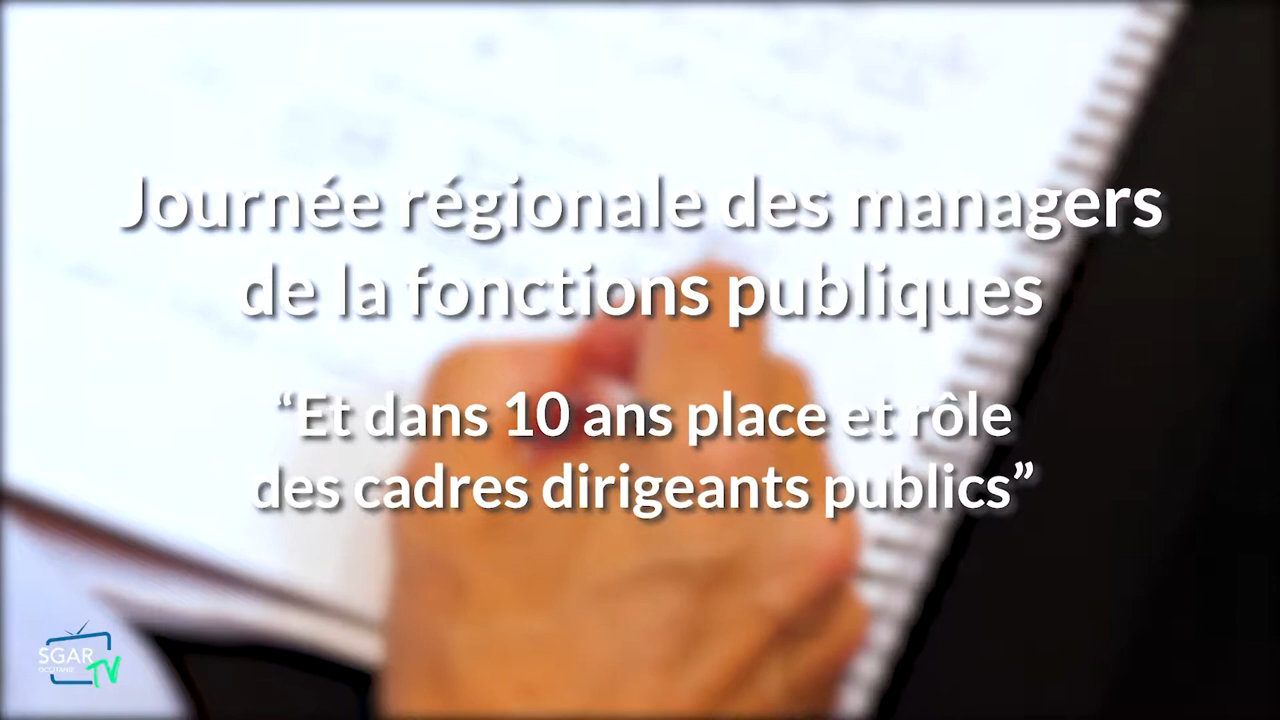 Journée régionale des managers
de la fonctions publiques
“Et dans 10 ans place et rôle
des cadres dirigeants publics”
SGAR
OCCITANIE
TV